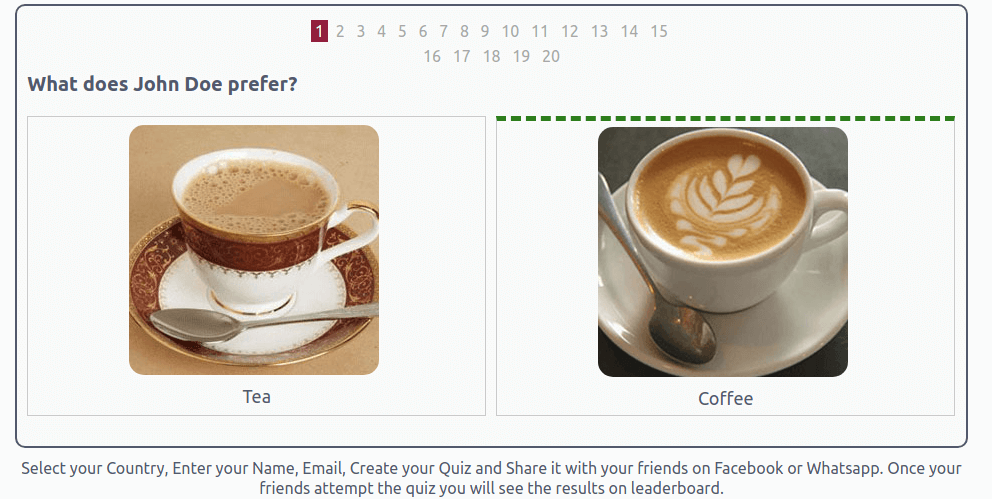 1 2 3 4 5 6 7 8 9 10 11 12 13 14 15
16 17 18 19 20
What does John Doe prefer?
Tea
Coffee
Select your Country, Enter your Name, Email, Create your Quiz and Share it with your friends on Facebook or Whatsapp. Once your
friends attempt the quiz you will see the results on leaderboard.